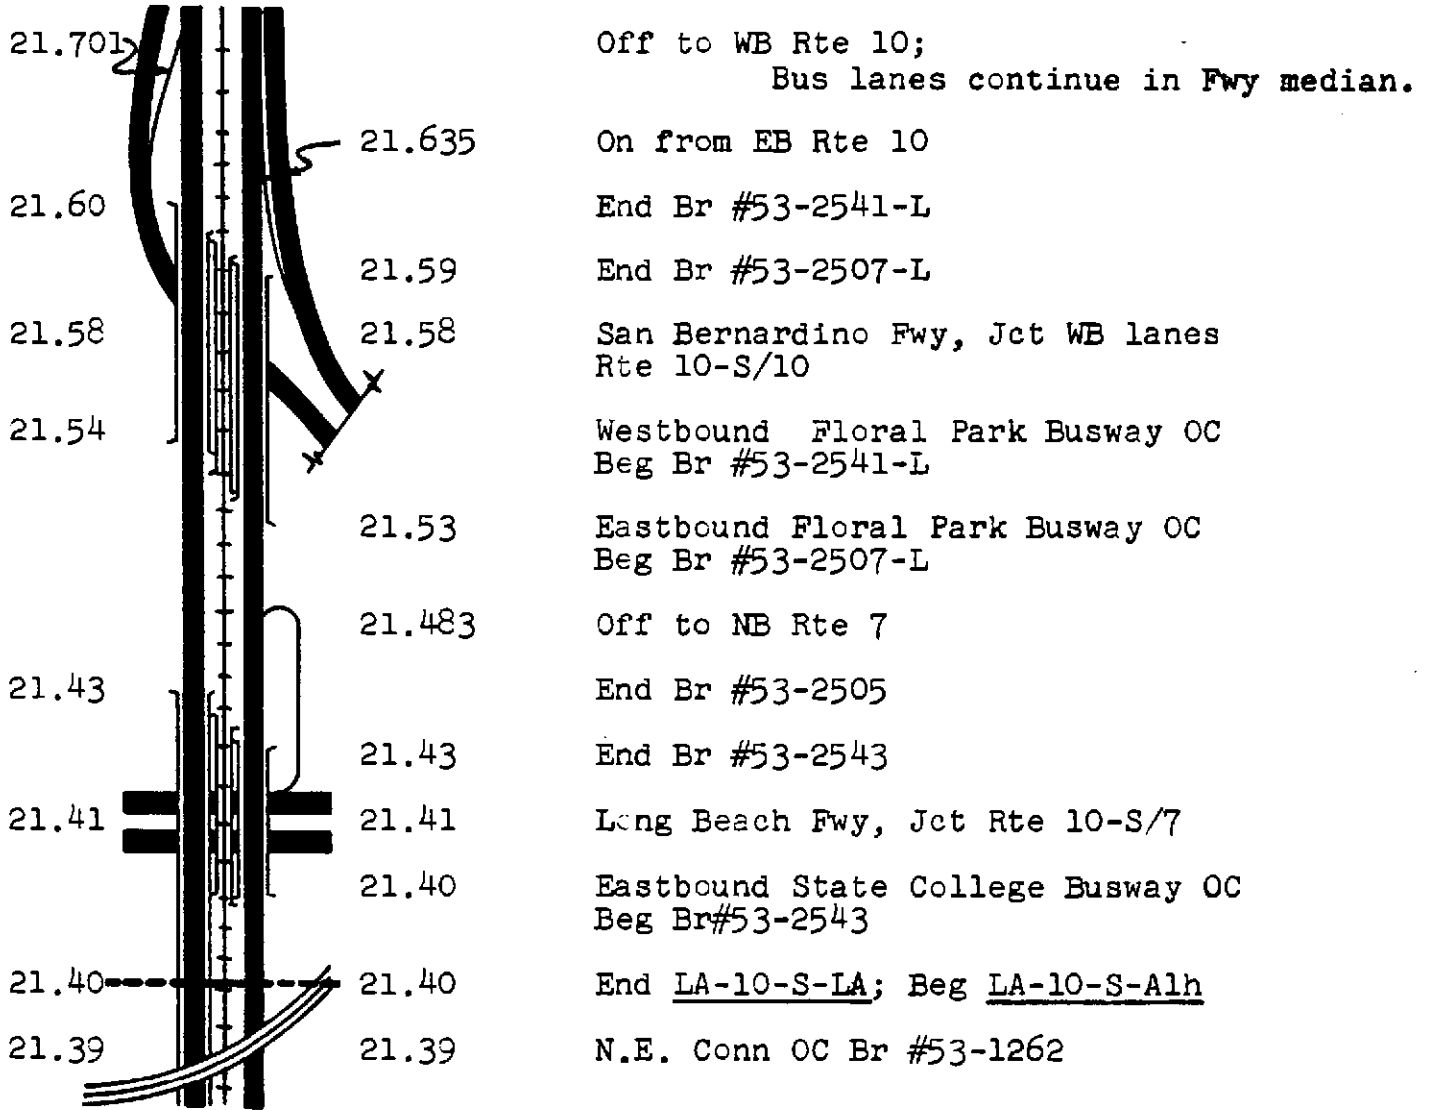 21.701 Off to WB Rte 10;
Bus lanes continue in Fwy median.
21.635 On from EB Rte 10
21.60 End Br #53-2541-L
21.59 End Br #53-2507-L
21.58 21.58 San Bernardino Fwy, Jct WB lanes
Rte 10-S/10
21.54 Westbound Floral Park Busway OC
Beg Br #53-2541-L
21.53 Eastbound Floral Park Busway OC
Beg Br #53-2507-L
21.483 Off to NB Rte 7
21.43 End Br #53-2505
21.43 End Br #53-2543
21.41 21.41 Long Beach Fwy, Jct Rte 10-S/7
21.40 Eastbound State College Busway OC
Beg Br#53-2543
21.40 21.40 End LA-10-S-LA; Beg LA-10-S-Alh
21.39 21.39 N.E. Conn OC Br #53-1262